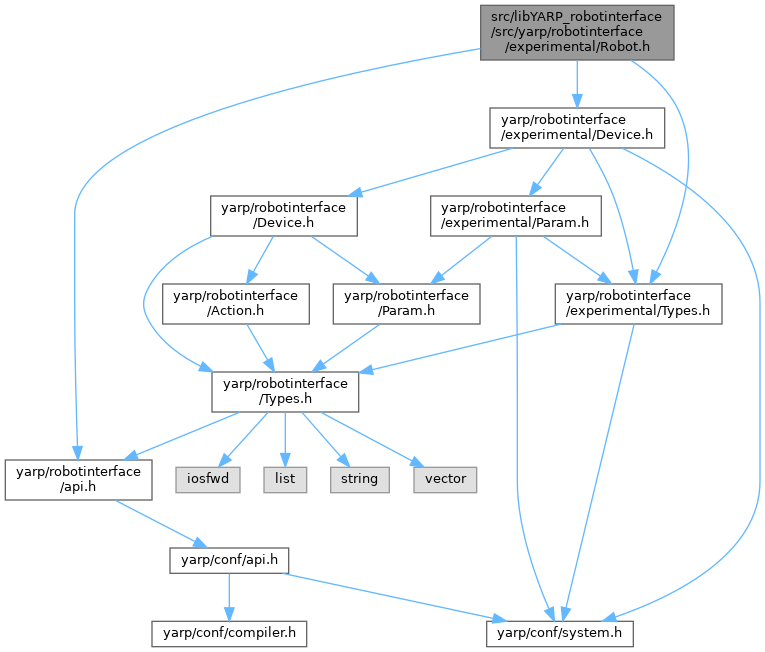 src/libYARP_robotinterface
/src/yarp/robotinterface
/experimental/Robot.h
yarp/robotinterface
/experimental/Device.h
yarp/robotinterface
/Device.h
yarp/robotinterface
/experimental/Param.h
yarp/robotinterface
/Action.h
yarp/robotinterface
/Param.h
yarp/robotinterface
/experimental/Types.h
yarp/robotinterface
/Types.h
yarp/robotinterface
/api.h
iosfwd
list
string
vector
yarp/conf/api.h
yarp/conf/compiler.h
yarp/conf/system.h